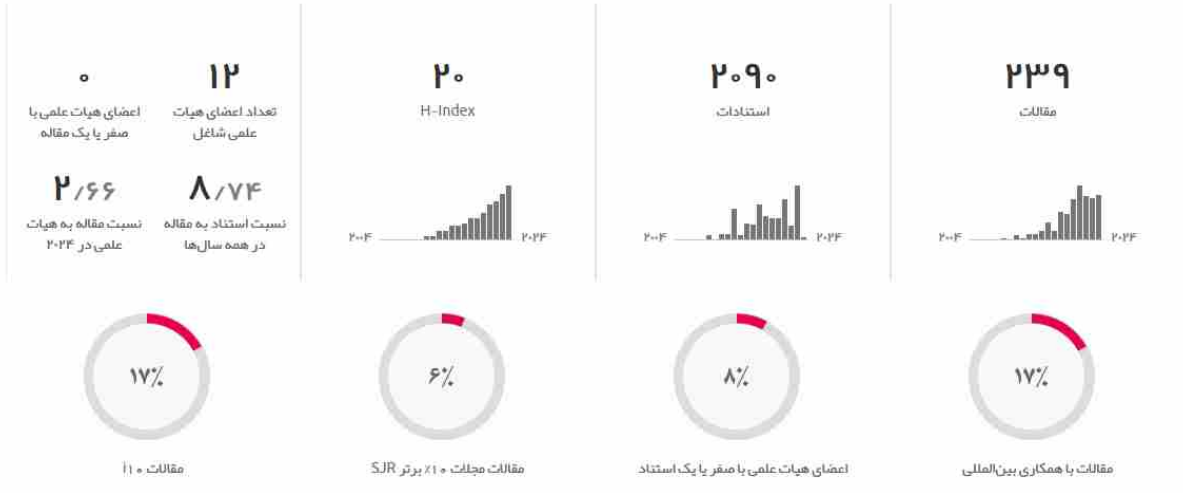 ۲۳۹
مقالات
۲۰۰۴
۲۰۲۴
۲۰۹۰
استنادات
۲۰۰۴
۲۰۲۴
۲۰
H-Index
۲۰۰۴
۲۰۲۴
۱۲
تعداد اعضای هیات
علمی شاغل
۰
اعضای هیات علمی با
صفر یا یک مقاله
۸/۷۴
نسبت استناد به مقاله
در همه سال‌ها
۲/۶۶
نسبت مقاله به هیات
علمی در ۲۰۲۴
۱۷٪
مقالات با همکاری بین‌المللی
۸٪
اعضای هیات علمی با صفر یا یک استناد
۶٪
مقالات مجلات ۱۰٪ برتر SJR
۱۷٪
مقالات i۱۰